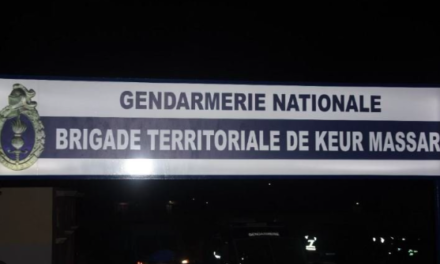 GENDARMERIE NATIONALE
BRIGADE TERRITORIALE DE KEUR MASSAR